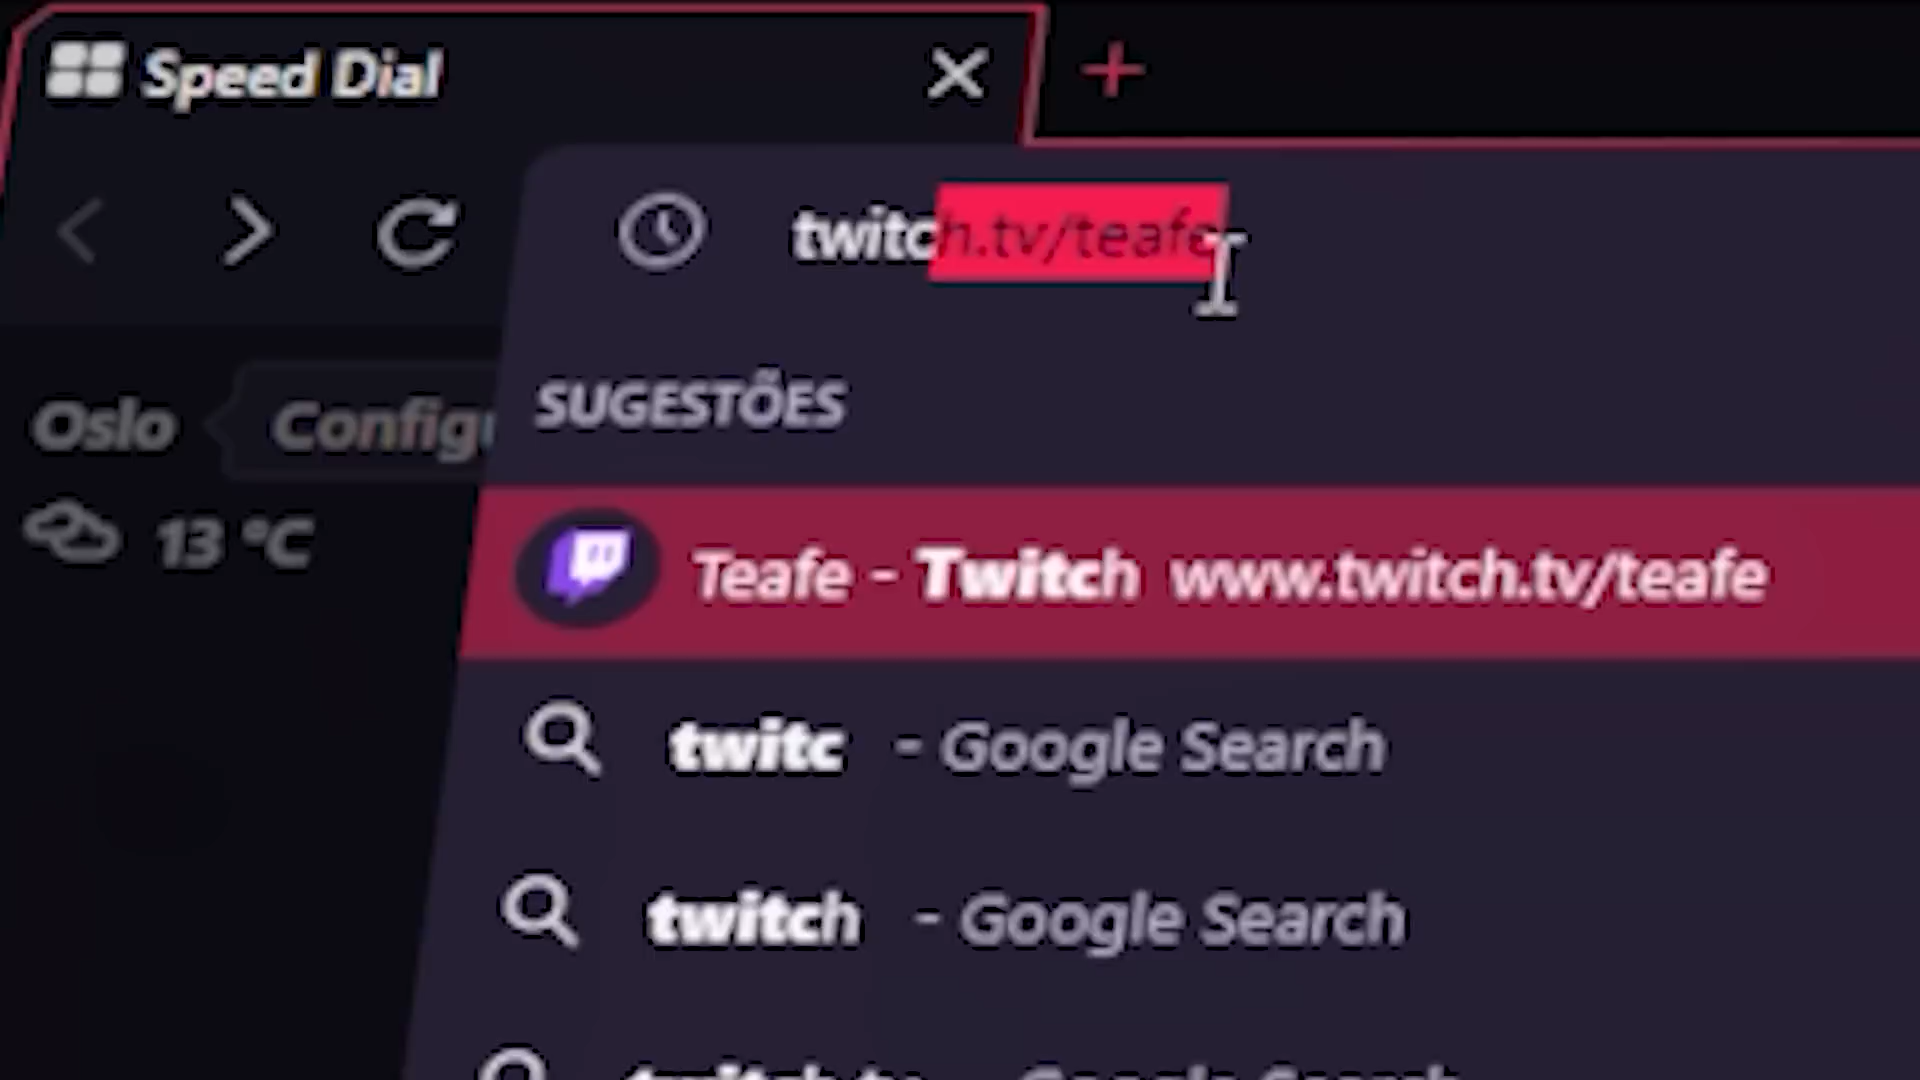 Speed Dial
twitch.tv/teafe
Oslo
SUGESTÕES
13 °C
Teafe - Twitch www.twitch.tv/teafe
twitc - Google Search
twitch - Google Search